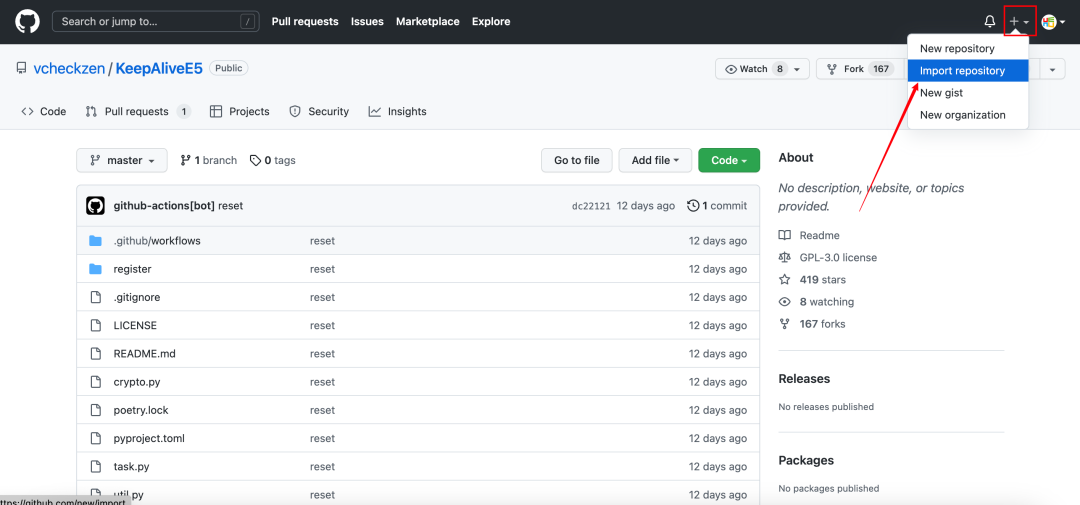 Search or jump to... /
Pull requests Issues Marketplace Explore
New repository
Import repository
New gist
New organization
vcheckzen / KeepAliveE5 Public
Watch 8
Fork 167
Code Pull requests 1 Projects Security Insights
master 1 branch 0 tags Go to file Add file Code
github-actions[bot] reset dc22121 12 days ago 1 commit
.github/workflows reset 12 days ago
register reset 12 days ago
.gitignore reset 12 days ago
LICENSE reset 12 days ago
README.md reset 12 days ago
crypto.py reset 12 days ago
poetry.lock reset 12 days ago
pyproject.toml reset 12 days ago
task.py reset 12 days ago
util.py reset 12 days ago
About
No description, website, or topics
provided.
Readme
GPL-3.0 license
419 stars
8 watching
167 forks
Releases
No releases published
Packages
No packages published
ttps://github.com/new/import